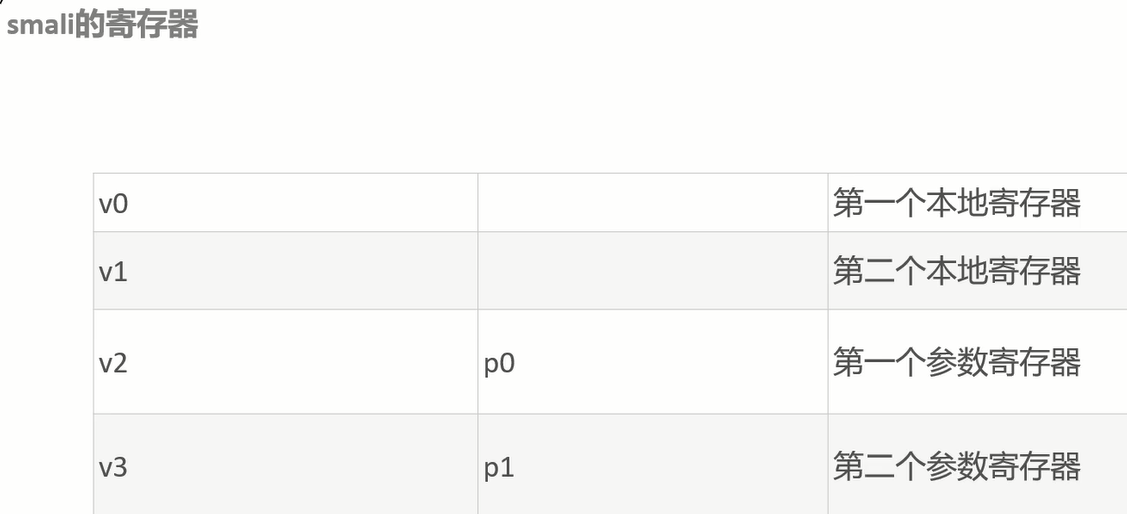 smali的寄存器
v0 第一个本地寄存器
v1 第二个本地寄存器
v2 p0 第一个参数寄存器
v3 p1 第二个参数寄存器